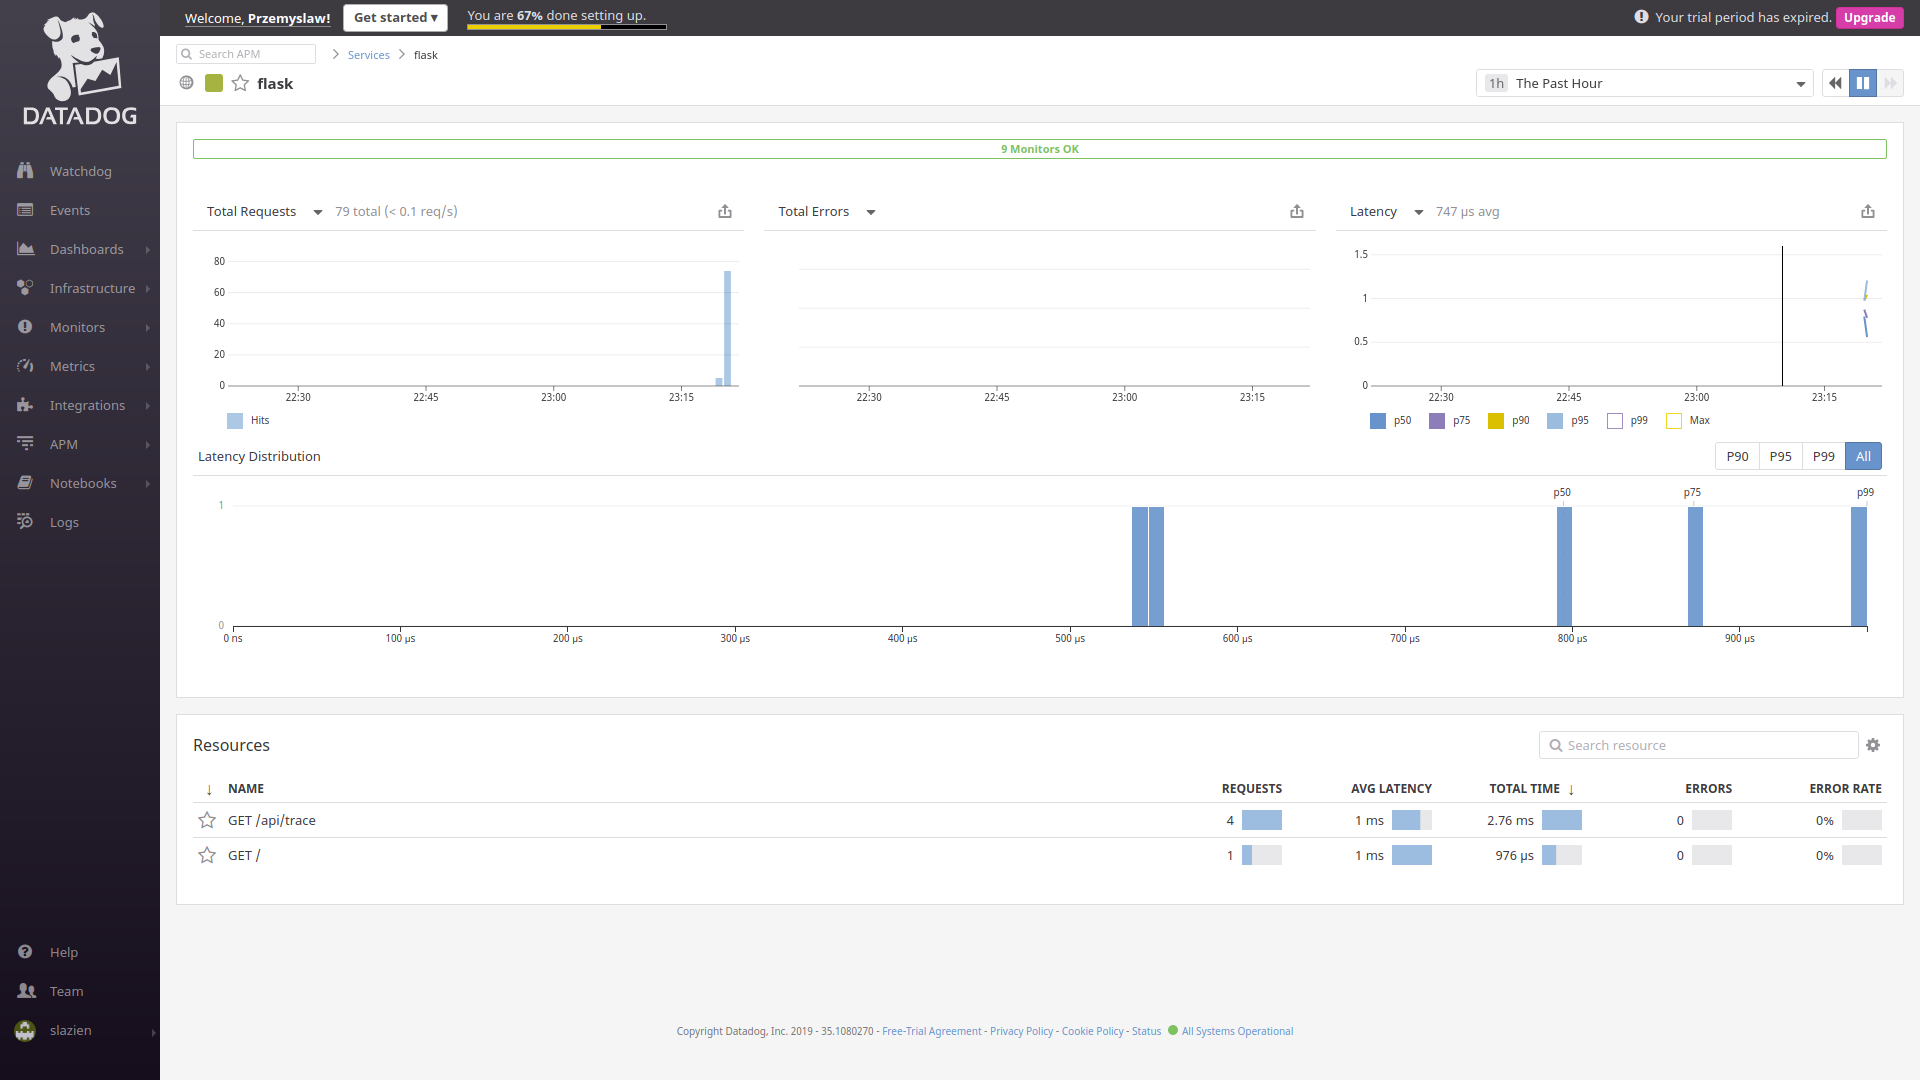 Welcome, Przemyslaw!
Get started ▾
You are 67% done setting up.
Your trial period has expired.
Upgrade
DATADOG
Watchdog
Events
Dashboards
Infrastructure
Monitors
Metrics
Integrations
APM
Notebooks
Logs
Help
Team
slazien
Search APM
Services
flask
flask
1h The Past Hour
9 Monitors OK
Total Requests 79 total (< 0.1 req/s)
80
60
40
20
0
22:30 22:45 23:00 23:15
Hits
Total Errors
22:30 22:45 23:00 23:15
Latency 747 µs avg
1.5
1
0.5
0
22:30 22:45 23:00 23:15
p50 p75 p90 p95 p99 Max
Latency Distribution
P90 P95 P99 All
p50 p75 p99
1
0
0 ns 100 µs 200 µs 300 µs 400 µs 500 µs 600 µs 700 µs 800 µs 900 µs
Resources
Search resource
↓ NAME REQUESTS AVG LATENCY TOTAL TIME ↓ ERRORS ERROR RATE
GET /api/trace 4 1 ms 2.76 ms 0 0%
GET / 1 1 ms 976 µs 0 0%
Copyright Datadog, Inc. 2019 - 35.1080270 - Free-Trial Agreement - Privacy Policy - Cookie Policy - Status All Systems Operational